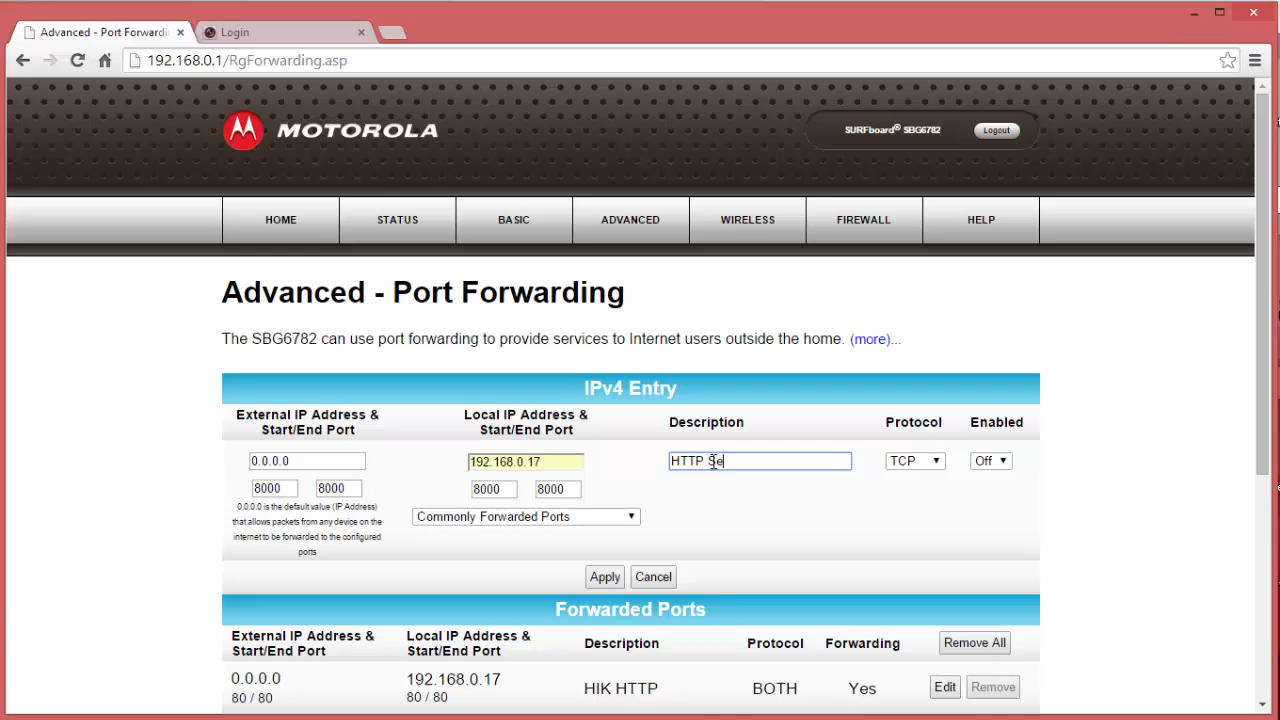 Advanced - Port Forwardi
Login
192.168.0.1/RgForwarding.asp
MOTOROLA
SURFboard® SBG6782
Logout
HOME
STATUS
BASIC
ADVANCED
WIRELESS
FIREWALL
HELP
Advanced - Port Forwarding
The SBG6782 can use port forwarding to provide services to Internet users outside the home. (more)...
IPv4 Entry
External IP Address &
Start/End Port
Local IP Address &
Start/End Port
Description
Protocol
Enabled
0.0.0.0
192.168.0.17
HTTP Se
TCP
Off
8000
8000
8000
8000
0.0.0.0 is the default value (IP Address)
that allows packets from any device on the
internet to be forwarded to the configured
ports
Commonly Forwarded Ports
Apply
Cancel
Forwarded Ports
External IP Address &
Start/End Port
Local IP Address &
Start/End Port
Description
Protocol
Forwarding
Remove All
0.0.0.0
80 / 80
192.168.0.17
80 / 80
HIK HTTP
BOTH
Yes
Edit
Remove